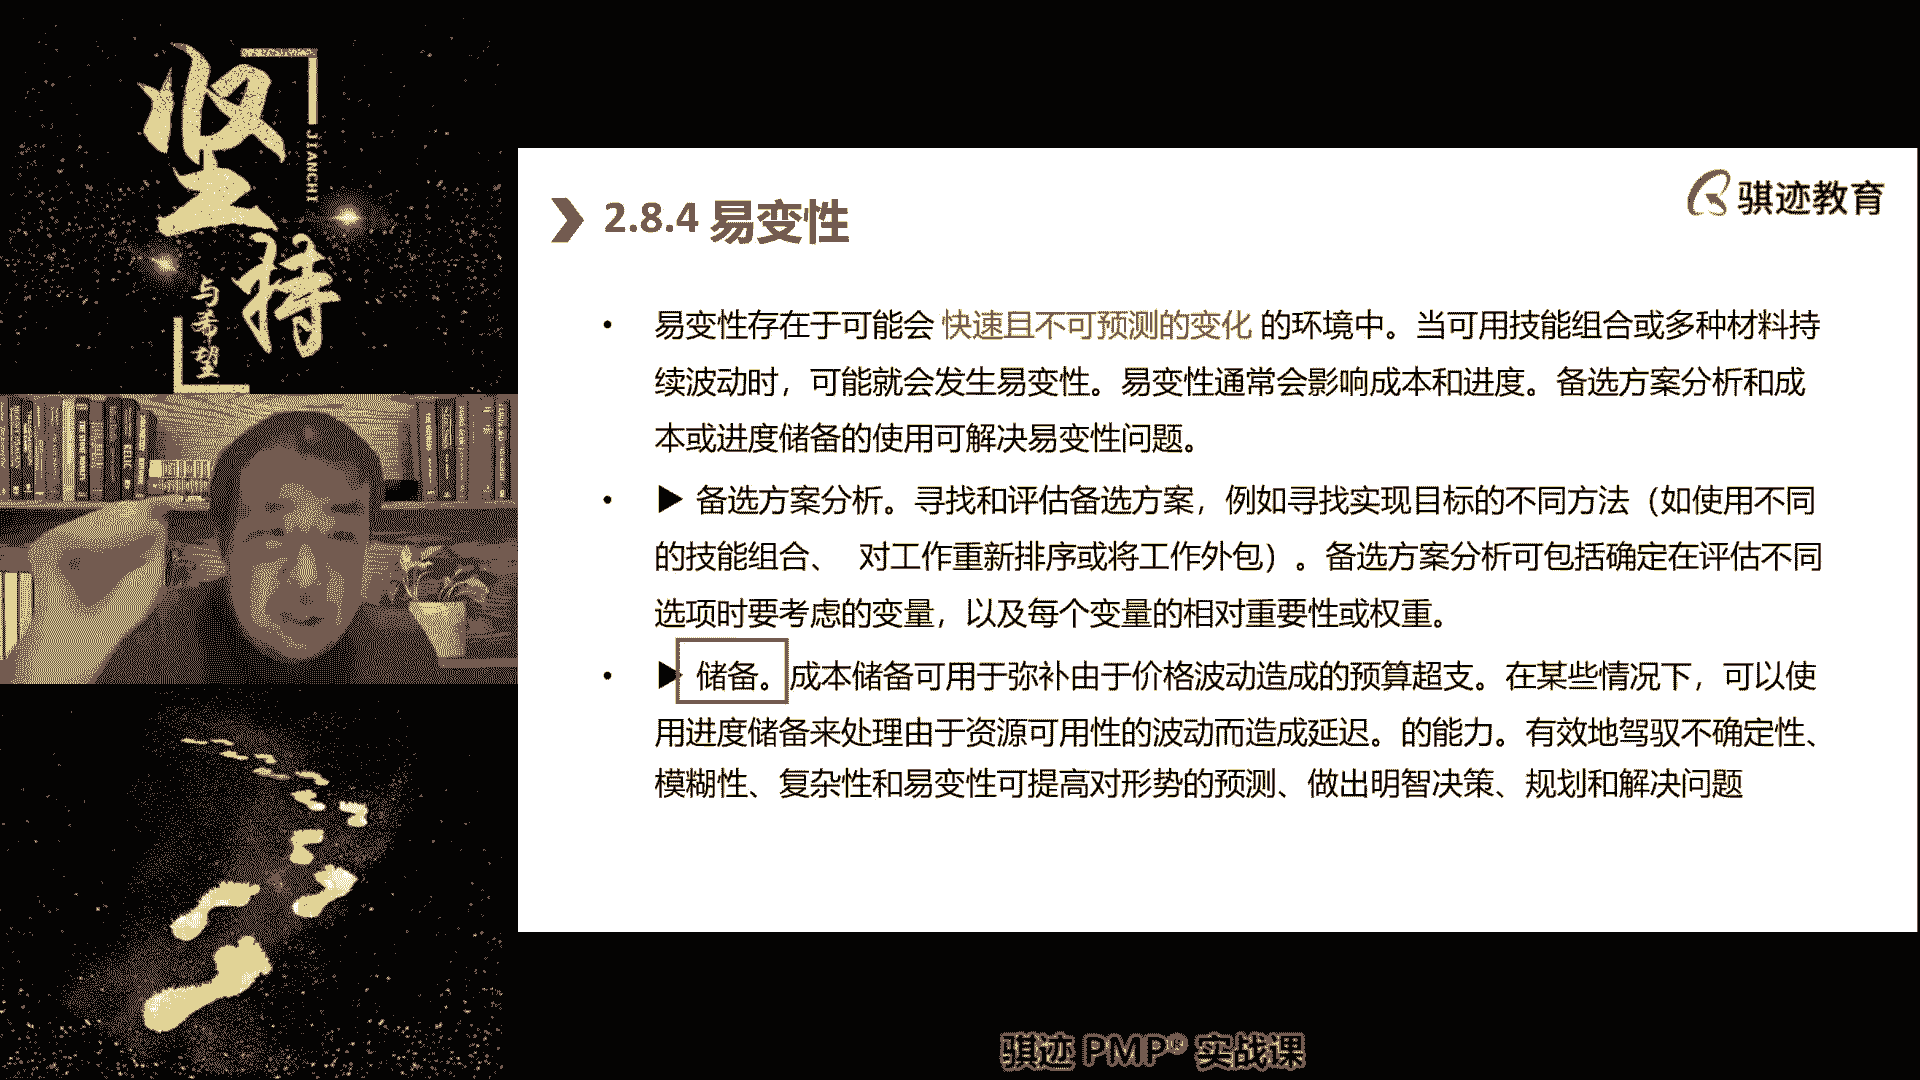 坚持
JIANCHI
与希望
骐迹教育
2.8.4 易变性
• 易变性存在于可能会 快速且不可预测的变化 的环境中。当可用技能组合或多种材料持
续波动时，可能就会发生易变性。易变性通常会影响成本和进度。备选方案分析和成
本或进度储备的使用可解决易变性问题。
• ▶ 备选方案分析。寻找和评估备选方案，例如寻找实现目标的不同方法（如使用不同
的技能组合、 对工作重新排序或将工作外包）。备选方案分析可包括确定在评估不同
选项时要考虑的变量，以及每个变量的相对重要性或权重。
• ▶ 储备。成本储备可用于弥补由于价格波动造成的预算超支。在某些情况下，可以使
用进度储备来处理由于资源可用性的波动而造成延迟。的能力。有效地驾驭不确定性、
模糊性、复杂性和易变性可提高对形势的预测、做出明智决策、规划和解决问题
骐迹 PMP® 实战课